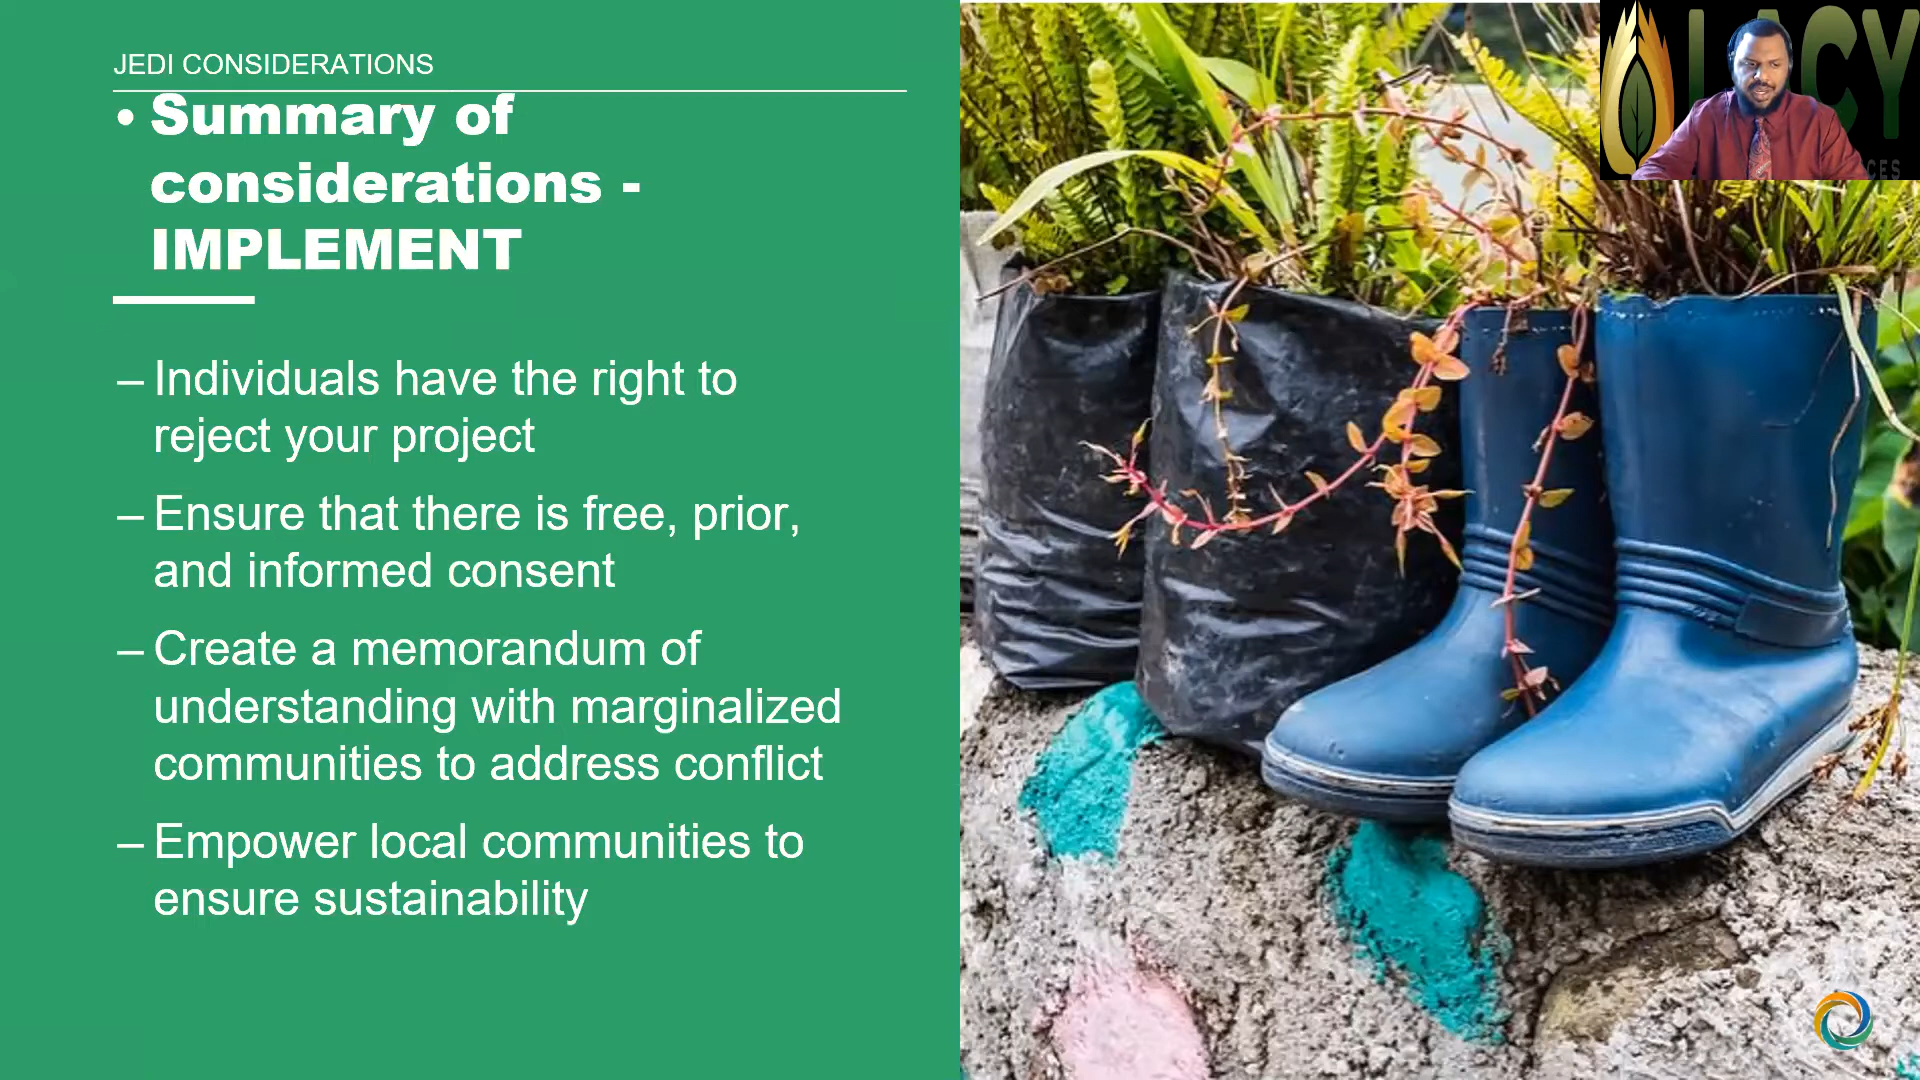 JEDI CONSIDERATIONS
• Summary of
considerations -
IMPLEMENT
– Individuals have the right to
reject your project
– Ensure that there is free, prior,
and informed consent
– Create a memorandum of
understanding with marginalized
communities to address conflict
– Empower local communities to
ensure sustainability
LACY